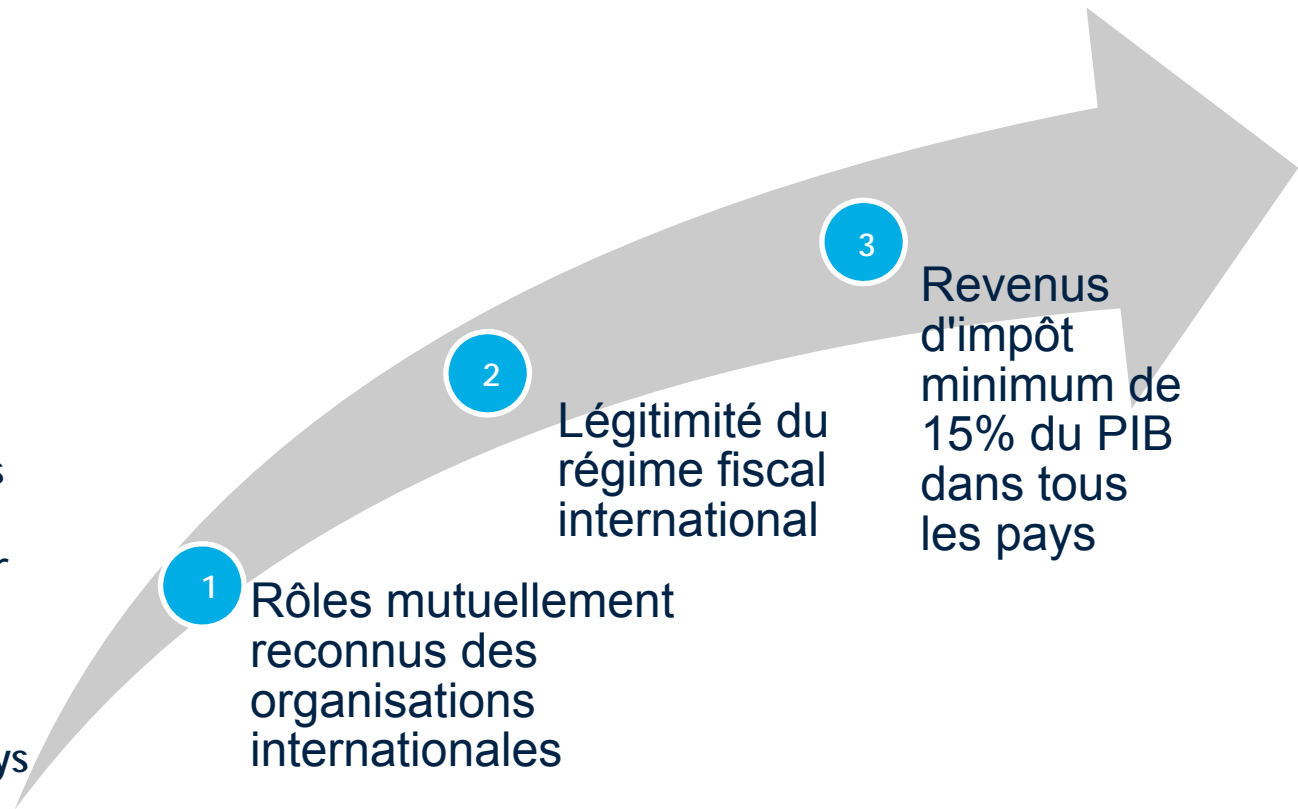 1
Rôles mutuellement
reconnus des
organisations
internationales
2
Légitimité du
régime fiscal
international
3
Revenus
d'impôt
minimum de
15% du PIB
dans tous
les pays